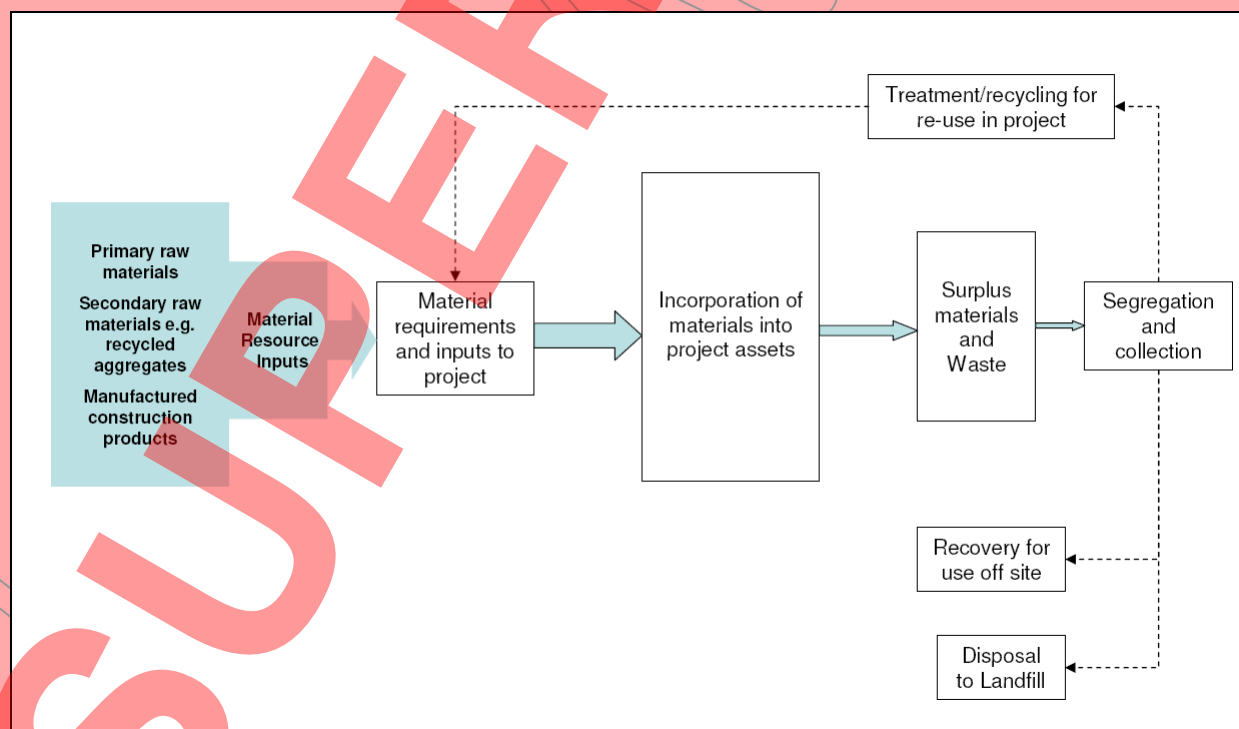 Treatment/recycling for
re-use in project
Primary raw
materials
Secondary raw
materials e.g.
recycled
aggregates
Manufactured
construction
products
Material
Resource
Inputs
Material
requirements
and inputs to
project
Incorporation of
materials into
project assets
Surplus
materials
and
Waste
Segregation
and
collection
Recovery for
use off site
Disposal
to Landfill
SUPER